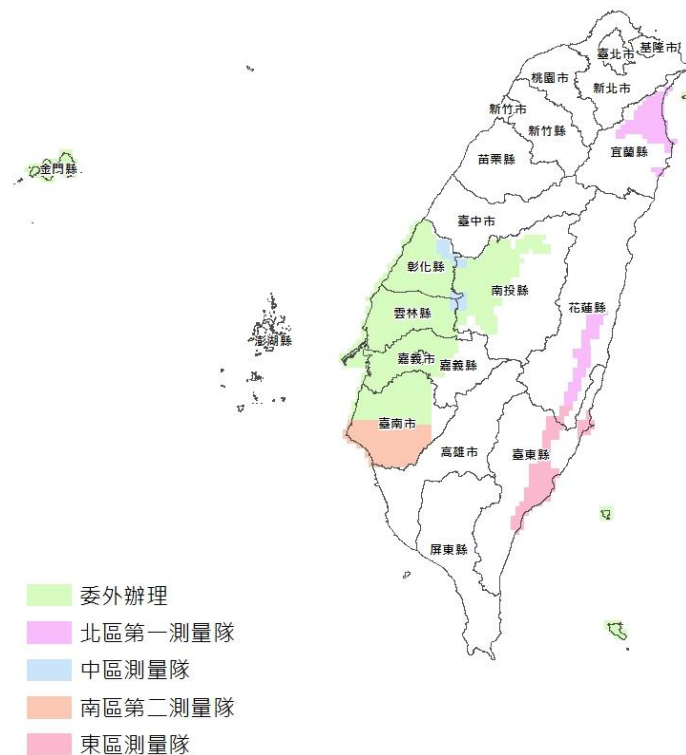 基隆市
臺北市
桃園市
新北市
新竹市
新竹縣
宜蘭縣
苗栗縣
金門縣
臺中市
彰化縣
南投縣
花蓮縣
雲林縣
澎湖縣
嘉義市
嘉義縣
臺南市
高雄市
臺東縣
屏東縣
委外辦理
北區第一測量隊
中區測量隊
南區第二測量隊
東區測量隊